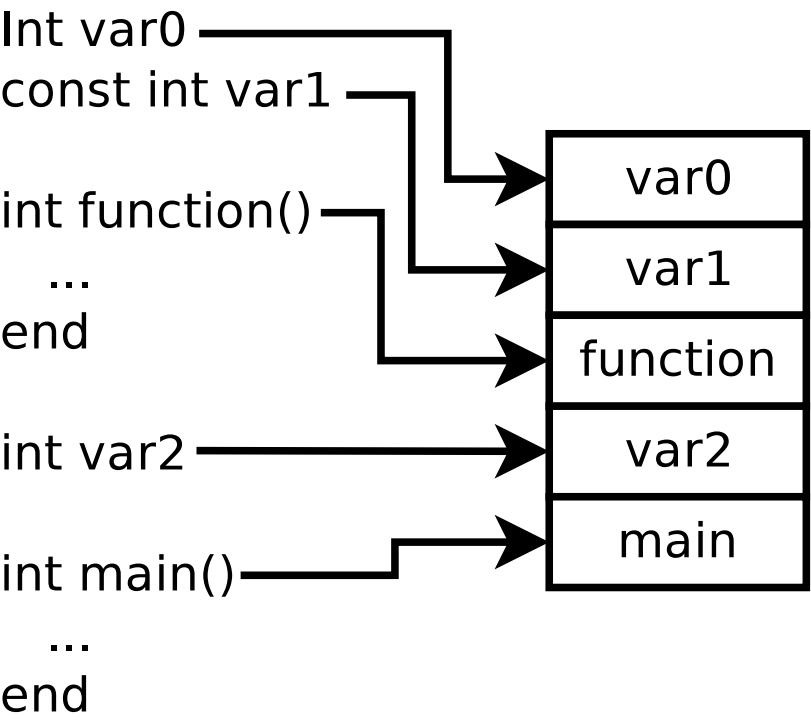 Int var0
const int var1
int function()
...
end
int var2
int main()
...
end
var0
var1
function
var2
main